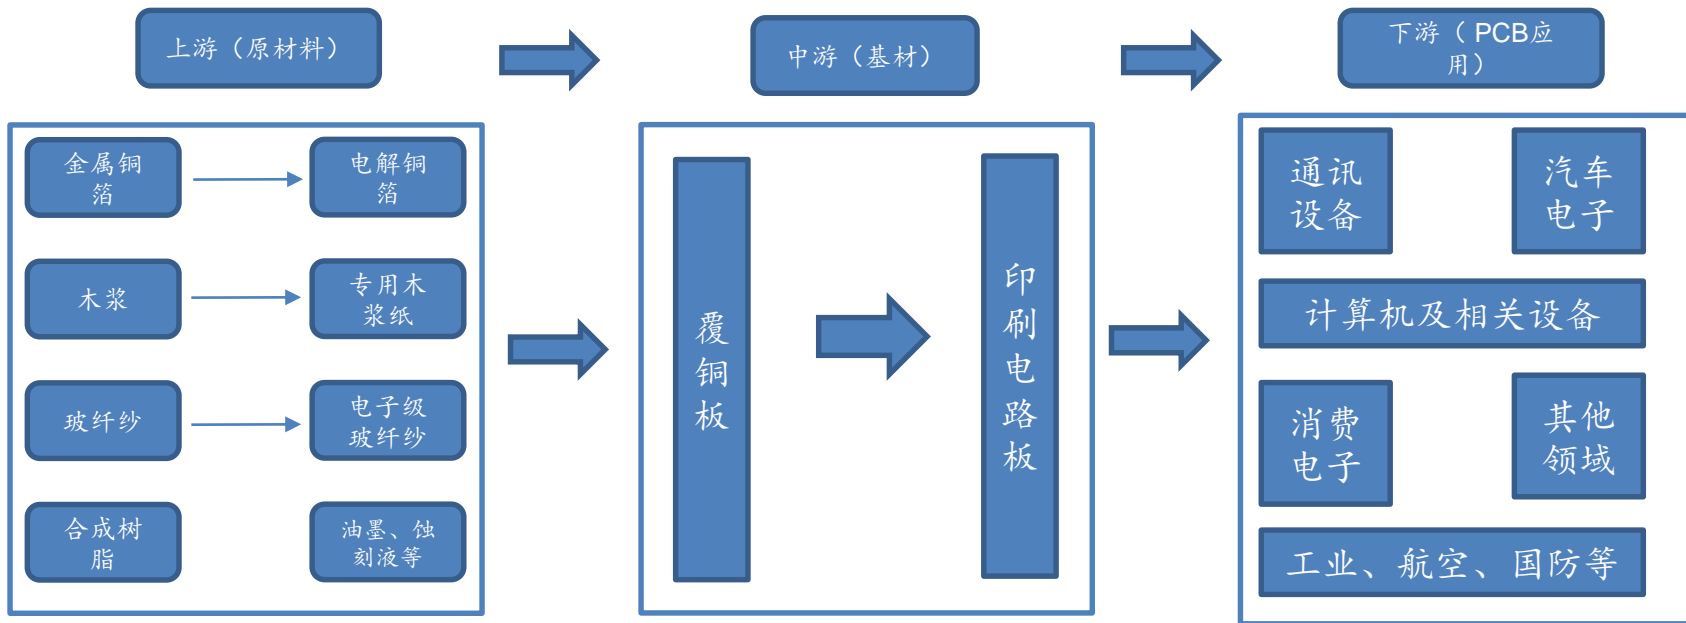 上游（原材料）
中游（基材）
下游（ PCB应
用）
金属铜
箔
电解铜
箔
木浆
专用木
浆纸
玻纤纱
电子级
玻纤纱
合成树
脂
油墨、蚀
刻液等
覆
铜
板
印
刷
电
路
板
通讯
设备
汽车
电子
计算机及相关设备
消费
电子
其他
领域
工业、航空、国防等